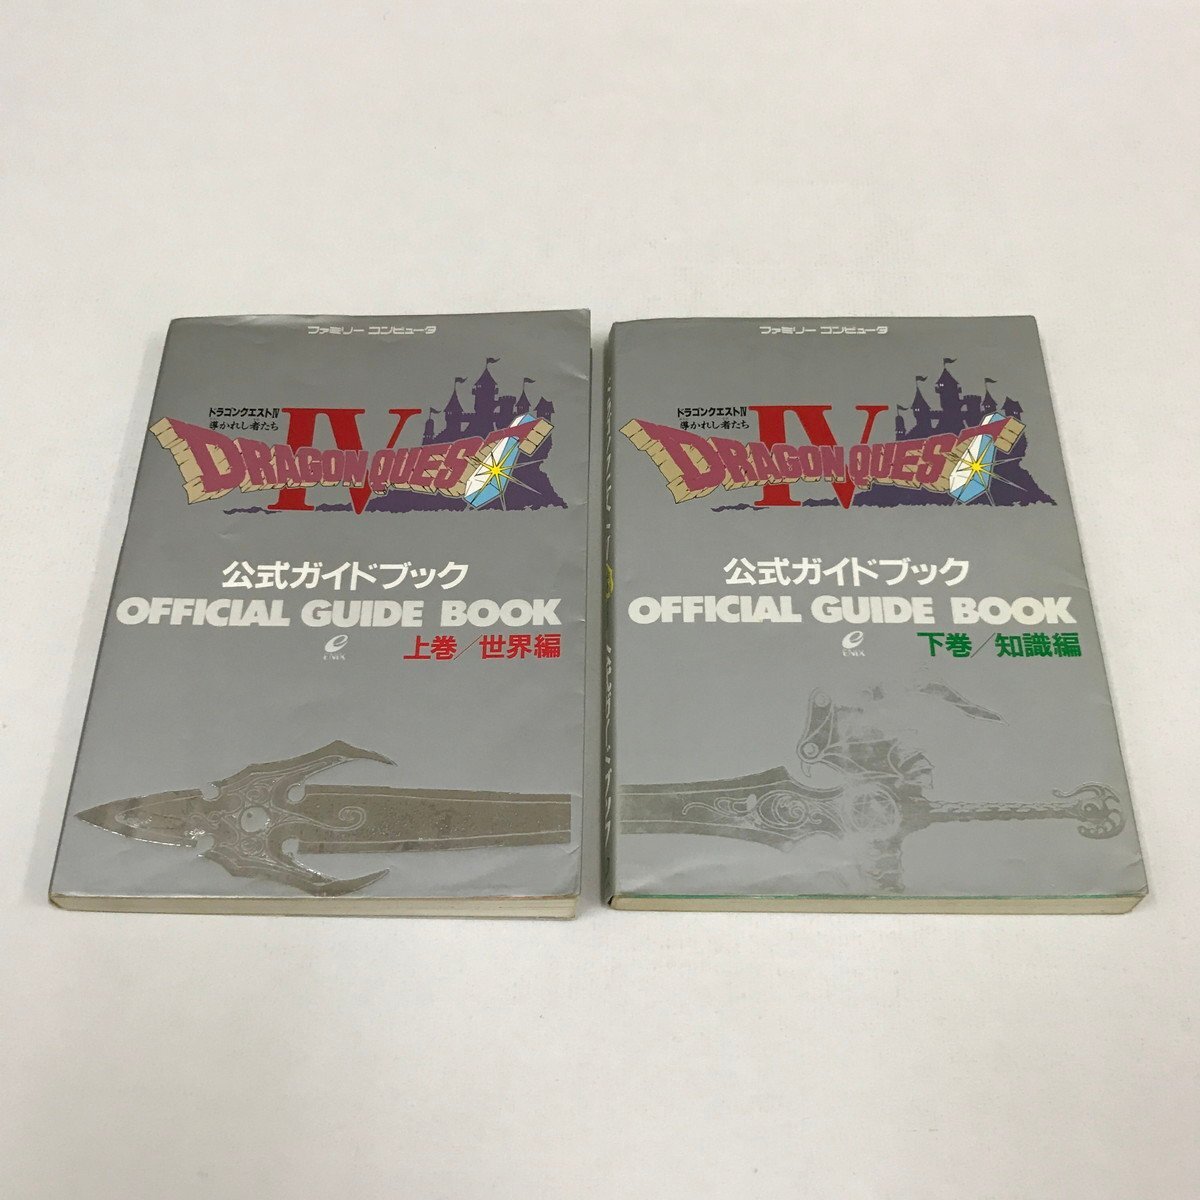 ファミリー コンピュータ
ドラゴンクエストIV
導かれし者たち
IV
DRAGON QUEST
公式ガイドブック
OFFICIAL GUIDE BOOK
ENIX
上巻/世界編
ファミリー コンピュータ
ドラゴンクエストIV
導かれし者たち
IV
DRAGON QUEST
公式ガイドブック
OFFICIAL GUIDE BOOK
ENIX
下巻/知識編